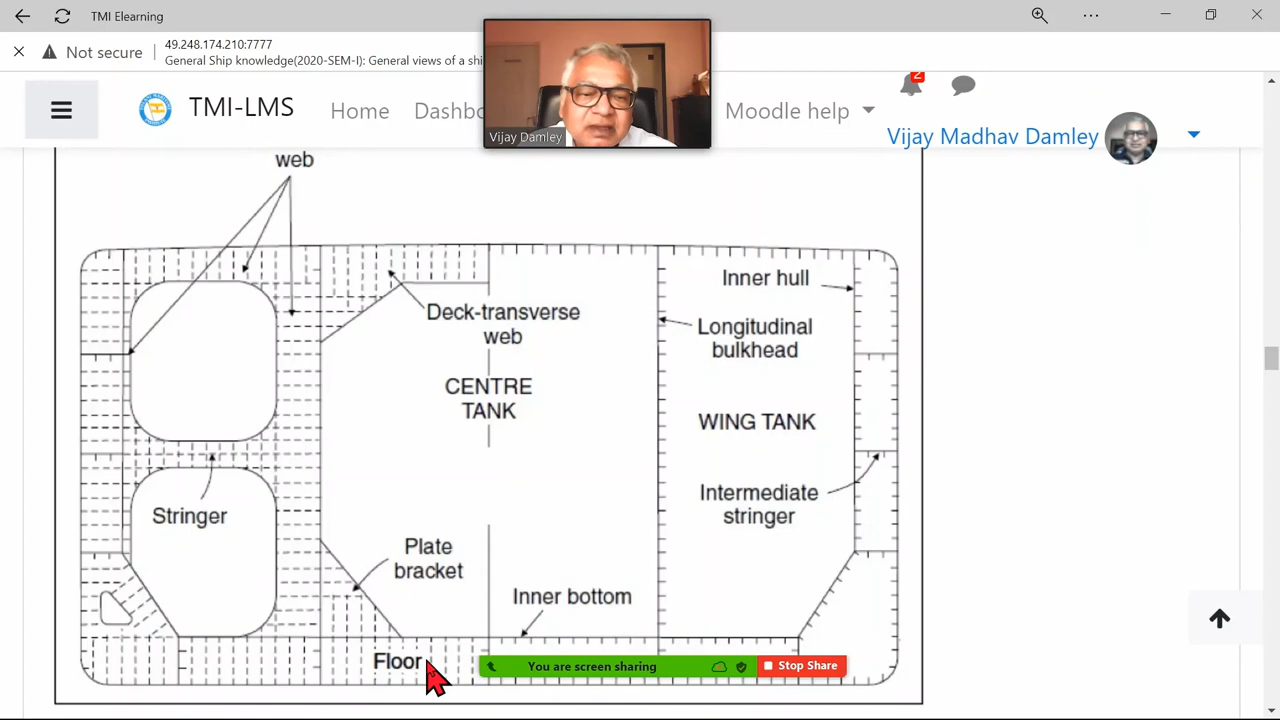 TMI Elearning
Not secure
49.248.174.210:7777
General Ship knowledge(2020-SEM-I): General views of a shi
TMI-LMS
Home
Dashbo
Moodle help
2
Vijay Damley
Vijay Madhav Damley
web
Inner hull
Deck-transverse
web
Longitudinal
bulkhead
CENTRE
TANK
WING TANK
Stringer
Intermediate
stringer
Plate
bracket
Inner bottom
Floor
You are screen sharing
Stop Share